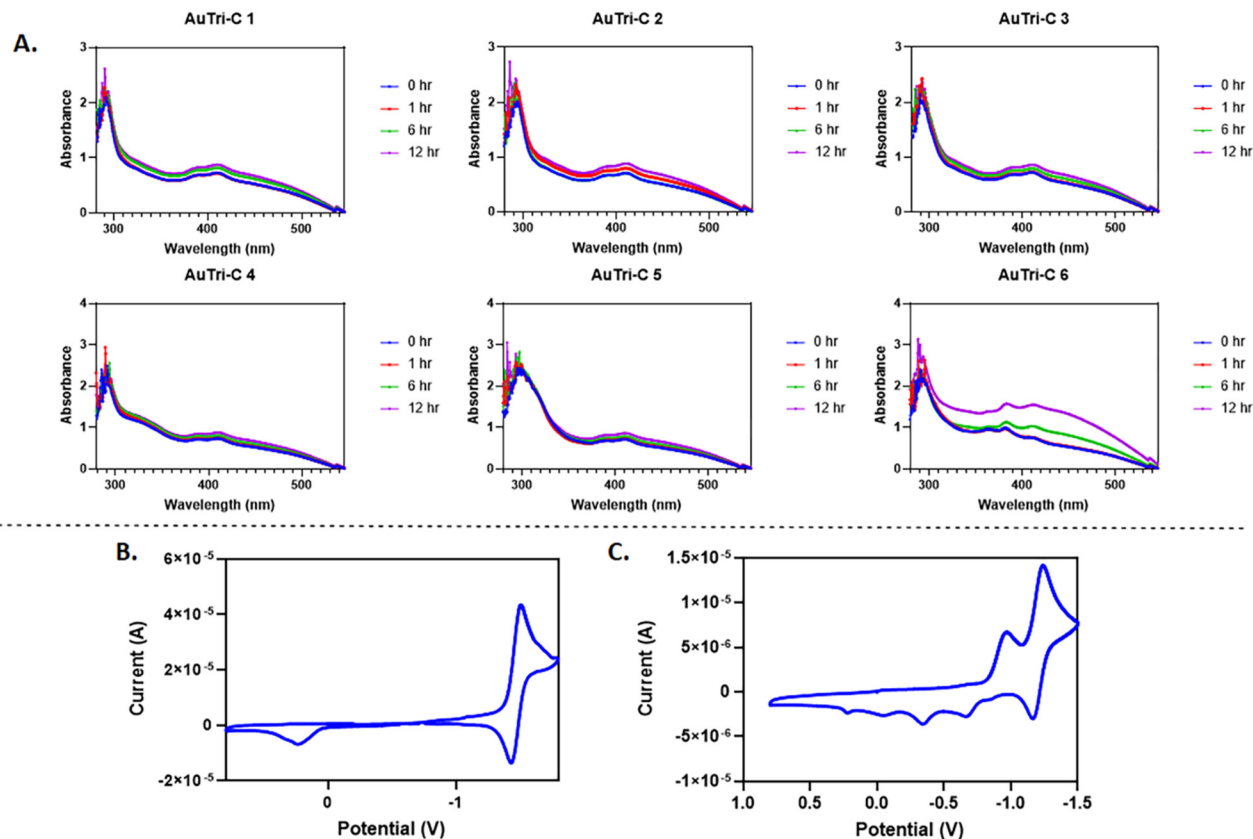 A.
AuTri-C 1
Absorbance
3
2
1
0
300
400
500
Wavelength (nm)
0 hr
1 hr
6 hr
12 hr
AuTri-C 2
Absorbance
3
2
1
0
300
400
500
Wavelength (nm)
0 hr
1 hr
6 hr
12 hr
AuTri-C 3
Absorbance
3
2
1
0
300
400
500
Wavelength (nm)
0 hr
1 hr
6 hr
12 hr
AuTri-C 4
Absorbance
4
3
2
1
0
300
400
500
Wavelength (nm)
0 hr
1 hr
6 hr
12 hr
AuTri-C 5
Absorbance
4
3
2
1
0
300
400
500
Wavelength (nm)
0 hr
1 hr
6 hr
12 hr
AuTri-C 6
Absorbance
4
3
2
1
0
300
400
500
Wavelength (nm)
0 hr
1 hr
6 hr
12 hr
B.
Current (A)
6×10⁻⁵
4×10⁻⁵
2×10⁻⁵
0
-2×10⁻⁵
0
-1
Potential (V)
C.
Current (A)
1.5×10⁻⁵
1×10⁻⁵
5×10⁻⁶
0
-5×10⁻⁶
-1×10⁻⁵
1.0
0.5
0.0
-0.5
-1.0
-1.5
Potential (V)